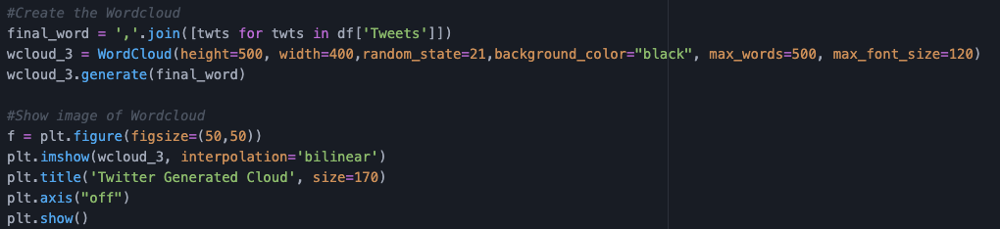 #Create the Wordcloud
final_word = ','.join([twts for twts in df['Tweets']])
wcloud_3 = WordCloud(height=500, width=400,random_state=21,background_color="black", max_words=500, max_font_size=120)
wcloud_3.generate(final_word)

#Show image of Wordcloud
f = plt.figure(figsize=(50,50))
plt.imshow(wcloud_3, interpolation='bilinear')
plt.title('Twitter Generated Cloud', size=170)
plt.axis("off")
plt.show()